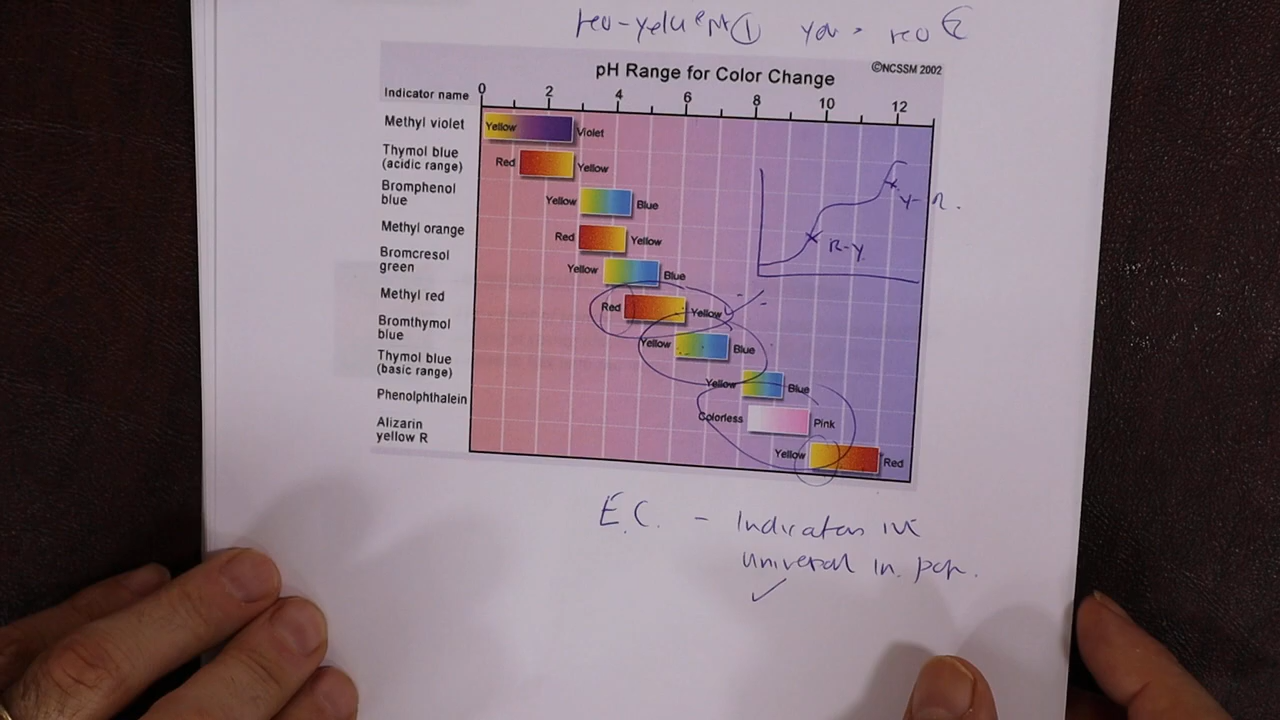 red-yel
pH Range for Color Change
©NCSSM 2002
Indicator name 0 2 4 6 8 10 12
Methyl violet Yellow Violet
Thymol blue Red Yellow
(acidic range)
Bromphenol Yellow Blue
blue
Methyl orange Red Yellow
Bromcresol Yellow Blue
green
Methyl red Red Yellow
Bromthymol Yellow Blue
blue
Thymol blue Yellow Blue
(basic range)
Phenolphthalein Colorless Pink
Alizarin Yellow Red
yellow R
Y-R.
R-Y
E.C. - Indicators
Universal In. pap.